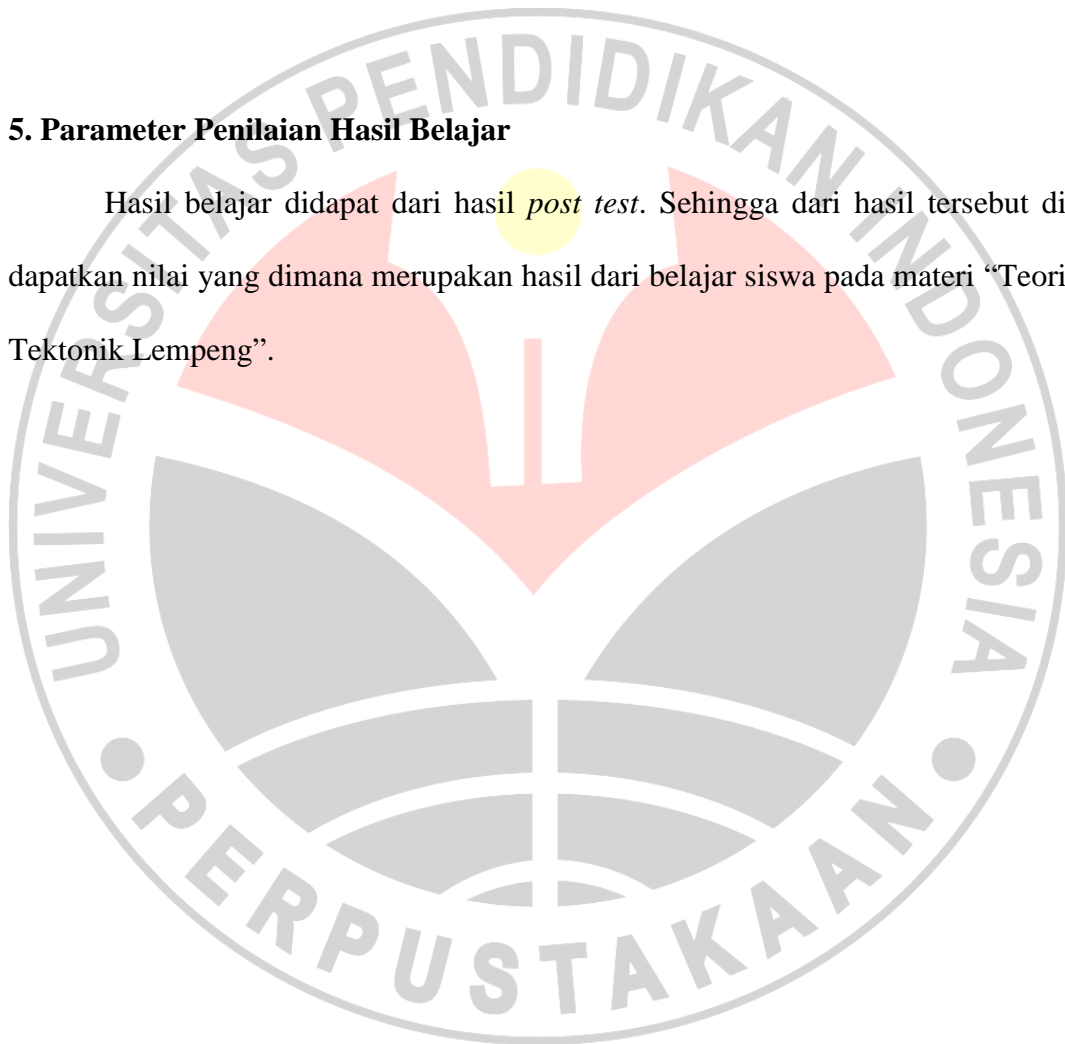 5. Parameter Penilaian Hasil Belajar
Hasil belajar didapat dari hasil post test. Sehingga dari hasil tersebut di
dapatkan nilai yang dimana merupakan hasil dari belajar siswa pada materi “Teori
Tektonik Lempeng”.
UNIVERSITAS PENDIDIKAN INDONESIA
PERPUSTAKAAN